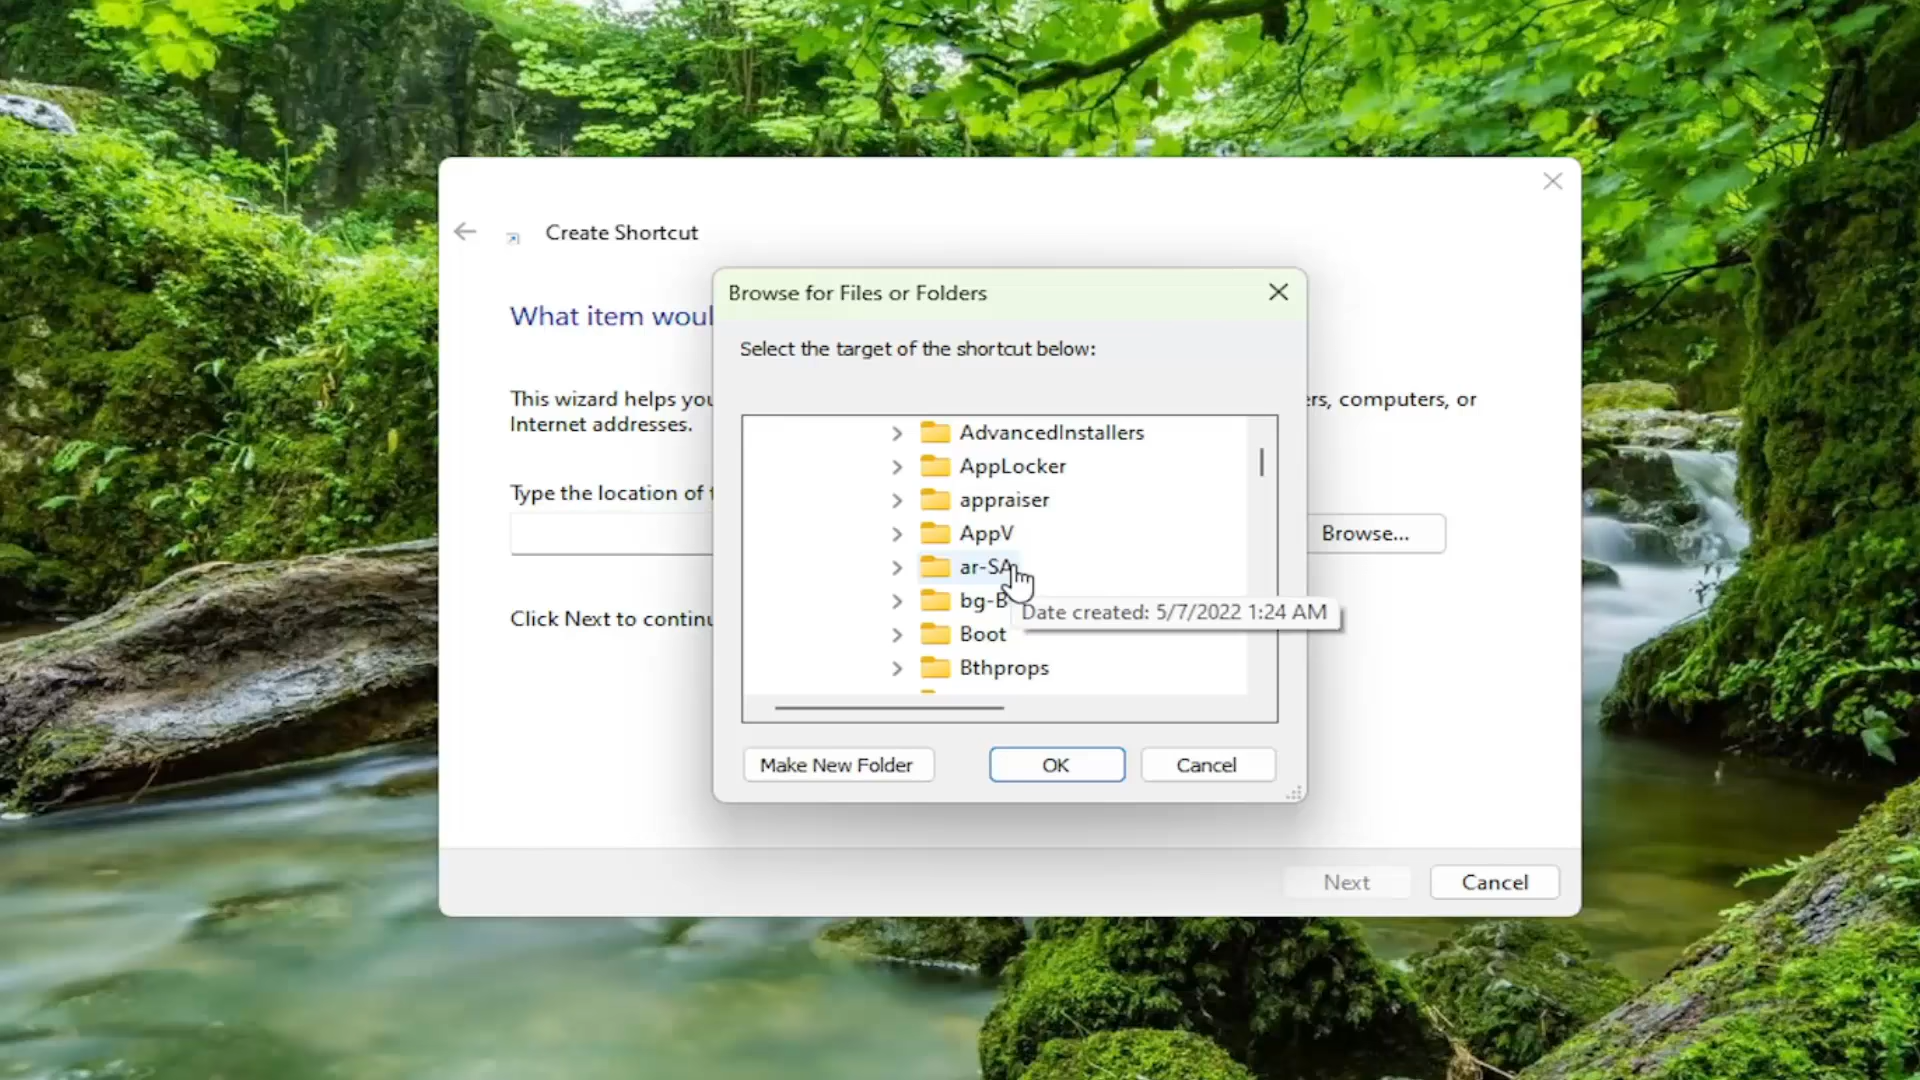 Create Shortcut
Browse for Files or Folders
What item woul
Select the target of the shortcut below:
This wizard helps you
ers, computers, or
Internet addresses.
AdvancedInstallers
AppLocker
appraiser
Type the location of
AppV
Browse...
ar-SA
bg-B
Date created: 5/7/2022 1:24 AM
Click Next to continu
Boot
Bthprops
Make New Folder
OK
Cancel
Next
Cancel